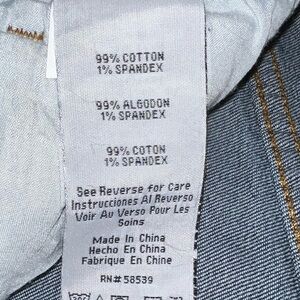 99% COTTON
1% SPANDEX
99% ALGODON
1% SPANDEX
99% COTON
1% SPANDEX
See Reverse for Care
Instrucciones Al Reverso
Voir Au Verso Pour Les
Soins
Made In China
Hecho En China
Fabrique En Chine
RN# 58539